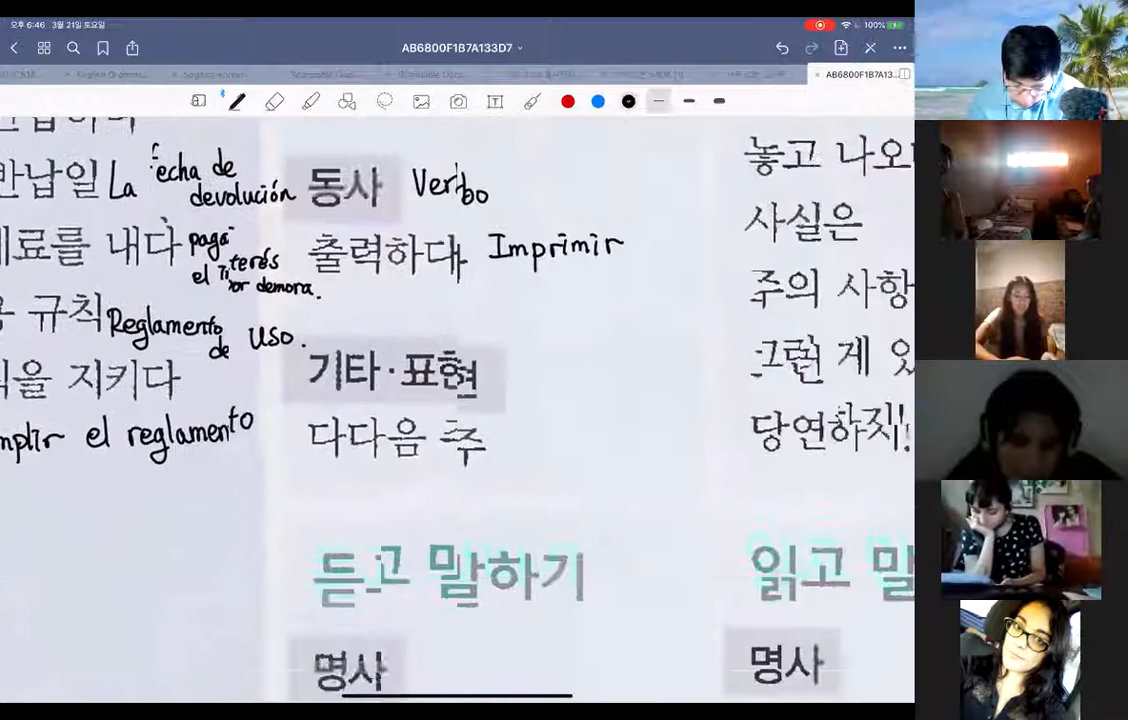 오후 6:46 3월 21일 토요일
100%
AB6800F1B7A133D7
AB6800F1B7A13...
반납일 La fecha de devolución
료를 내다
el
por demora.
규칙 Reglamento de uso.
을 지키다
el reglamento
동사 Verbo
출력하다 Imprimir
기타·표현
다다음 주
듣고 말하기
명사
놓고 나오
사실은
주의 사항
그런 게 있
당연하지!
읽고 말
명사